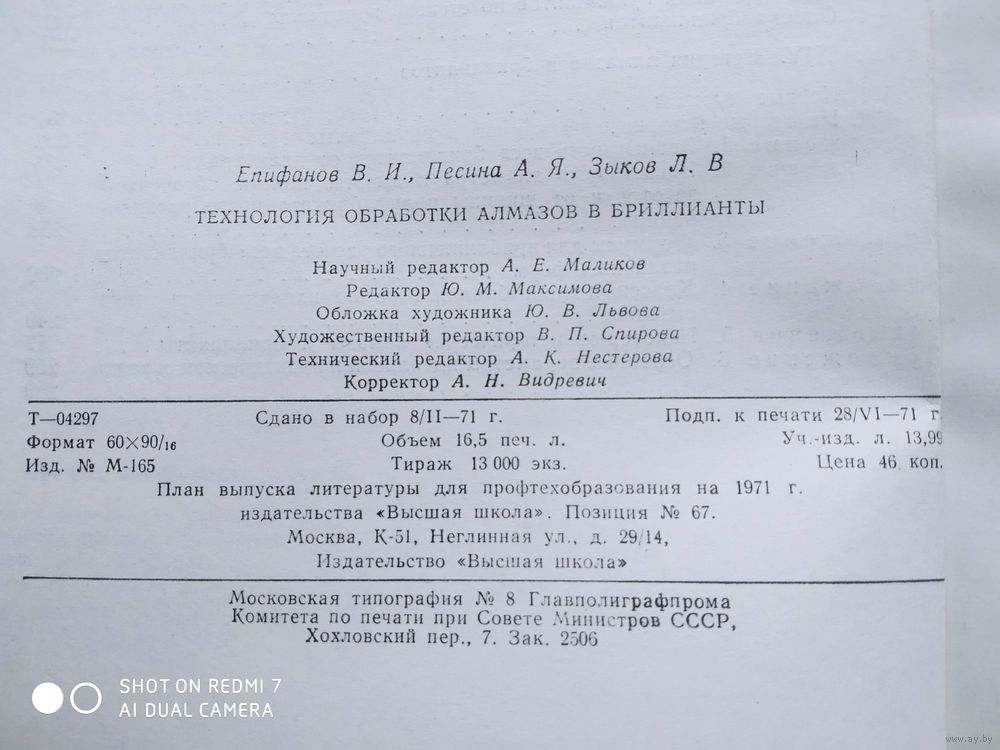 Епифанов В. И., Песина А. Я., Зыков Л. В
ТЕХНОЛОГИЯ ОБРАБОТКИ АЛМАЗОВ В БРИЛЛИАНТЫ
Научный редактор А. Е. Маликов
Редактор Ю. М. Максимова
Обложка художника Ю. В. Львова
Художественный редактор В. П. Спирова
Технический редактор А. К. Нестерова
Корректор А. Н. Видревич
Т—04297 Сдано в набор 8/II—71 г. Подп. к печати 28/VI—71 г.
Формат 60×90/16 Объем 16,5 печ. л. Уч.-изд. л. 13,99
Изд. № М-165 Тираж 13 000 экз. Цена 46 коп.
План выпуска литературы для профтехобразования на 1971 г.
издательства «Высшая школа». Позиция № 67.
Москва, К-51, Неглинная ул., д. 29/14,
Издательство «Высшая школа»
Московская типография № 8 Главполиграфпрома
Комитета по печати при Совете Министров СССР,
Хохловский пер., 7. Зак. 2506
SHOT ON REDMI 7
AI DUAL CAMERA
www.ay.by